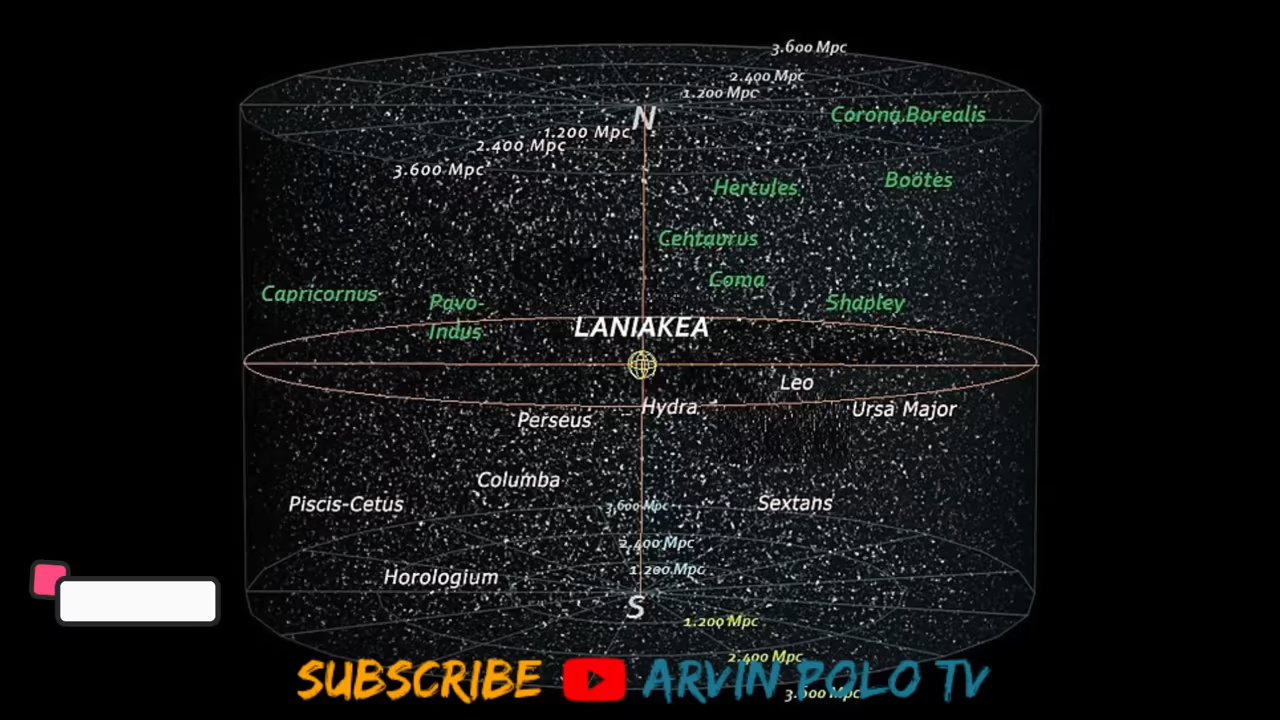 3.600 Mpc
2.400 Mpc
1.200 Mpc
Corona Borealis
N
1.200 Mpc
2.400 Mpc
3.600 Mpc
Hercules
Boötes
Centaurus
Coma
Capricornus
Pavo-
Indus
Shapley
LANIAKEA
Leo
Hydra
Ursa Major
Perseus
Columba
Piscis-Cetus
Sextans
3.600 Mpc
2.400 Mpc
1 200 Mpc
Horologium
S
1.200 Mpc
2.400 Mpc
3.600 Mpc
SUBSCRIBE ARVIN POLO TV